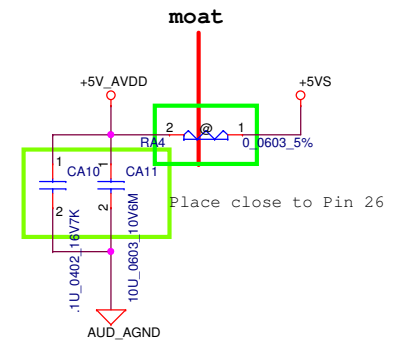 moat
+5V_AVDD
+5VS
2
@
1
RA4
0_0603_5%
1
CA10
1
CA11
Place close to Pin 26
2
2
.1U_0402_16V7K
10U_0603_10V6M
AUD_AGND